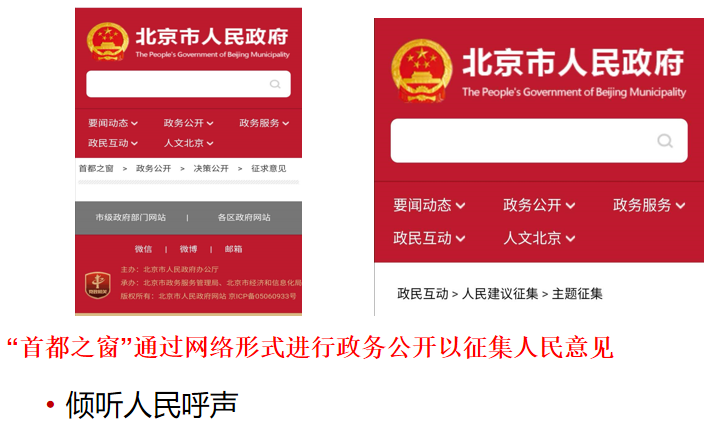 北京市人民政府
The People's Government of Beijing Municipality
要闻动态 政务公开 政务服务
政民互动 人文北京
首都之窗 > 政务公开 > 决策公开 > 征求意见
市级政府部门网站 | 各区政府网站
微信 | 微博 | 邮箱
主办：北京市人民政府办公厅
承办：北京市政务服务管理局、北京市经济和信息化局
版权所有：北京市人民政府网站 京ICP备05060933号
北京市人民政府
The People's Government of Beijing Municipality
要闻动态 政务公开 政务服务
政民互动 人文北京
政民互动 > 人民建议征集 > 主题征集
“首都之窗”通过网络形式进行政务公开以征集人民意见
• 倾听人民呼声